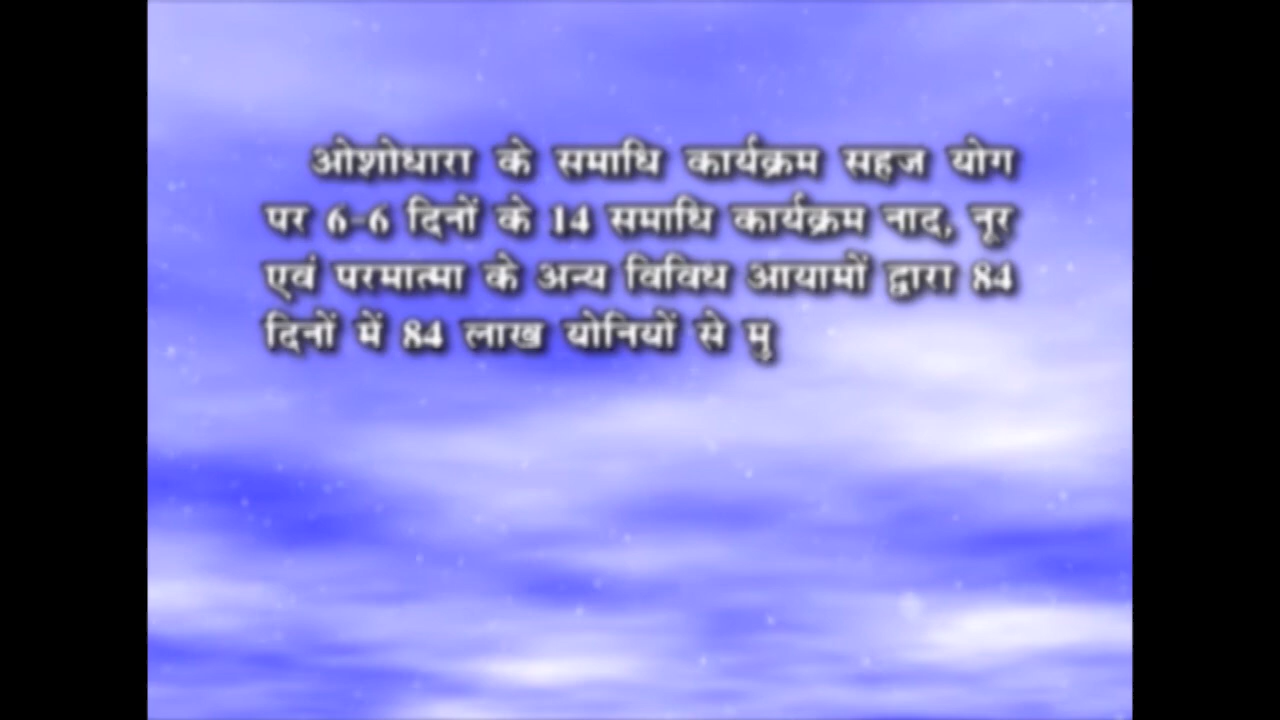 ओशोधारा के समाधि कार्यक्रम सहज योग
पर 6-6 दिनों के 14 समाधि कार्यक्रम नाद, नूर
एवं परमात्मा के अन्य विविध आयामों द्वारा 84
दिनों में 84 लाख योनियों से मु